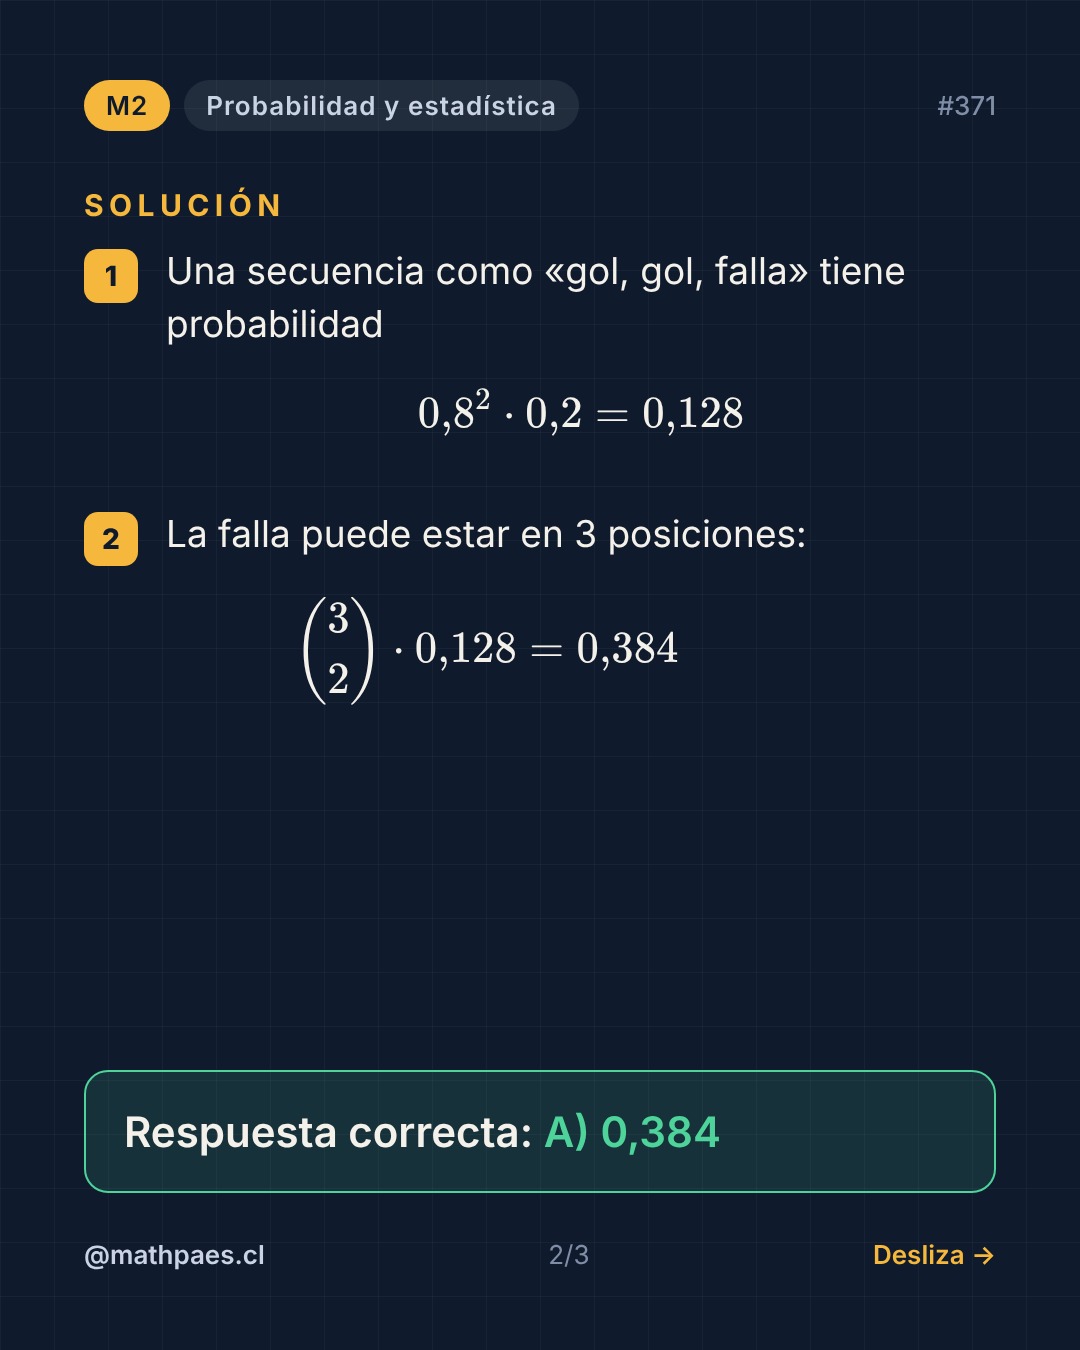 M2 Probabilidad y estadística #371
SOLUCIÓN
1 Una secuencia como «gol, gol, falla» tiene
probabilidad
0,8² · 0,2 = 0,128
2 La falla puede estar en 3 posiciones:
(3
2) · 0,128 = 0,384
Respuesta correcta: A) 0,384
@mathpaes.cl 2/3 Desliza →